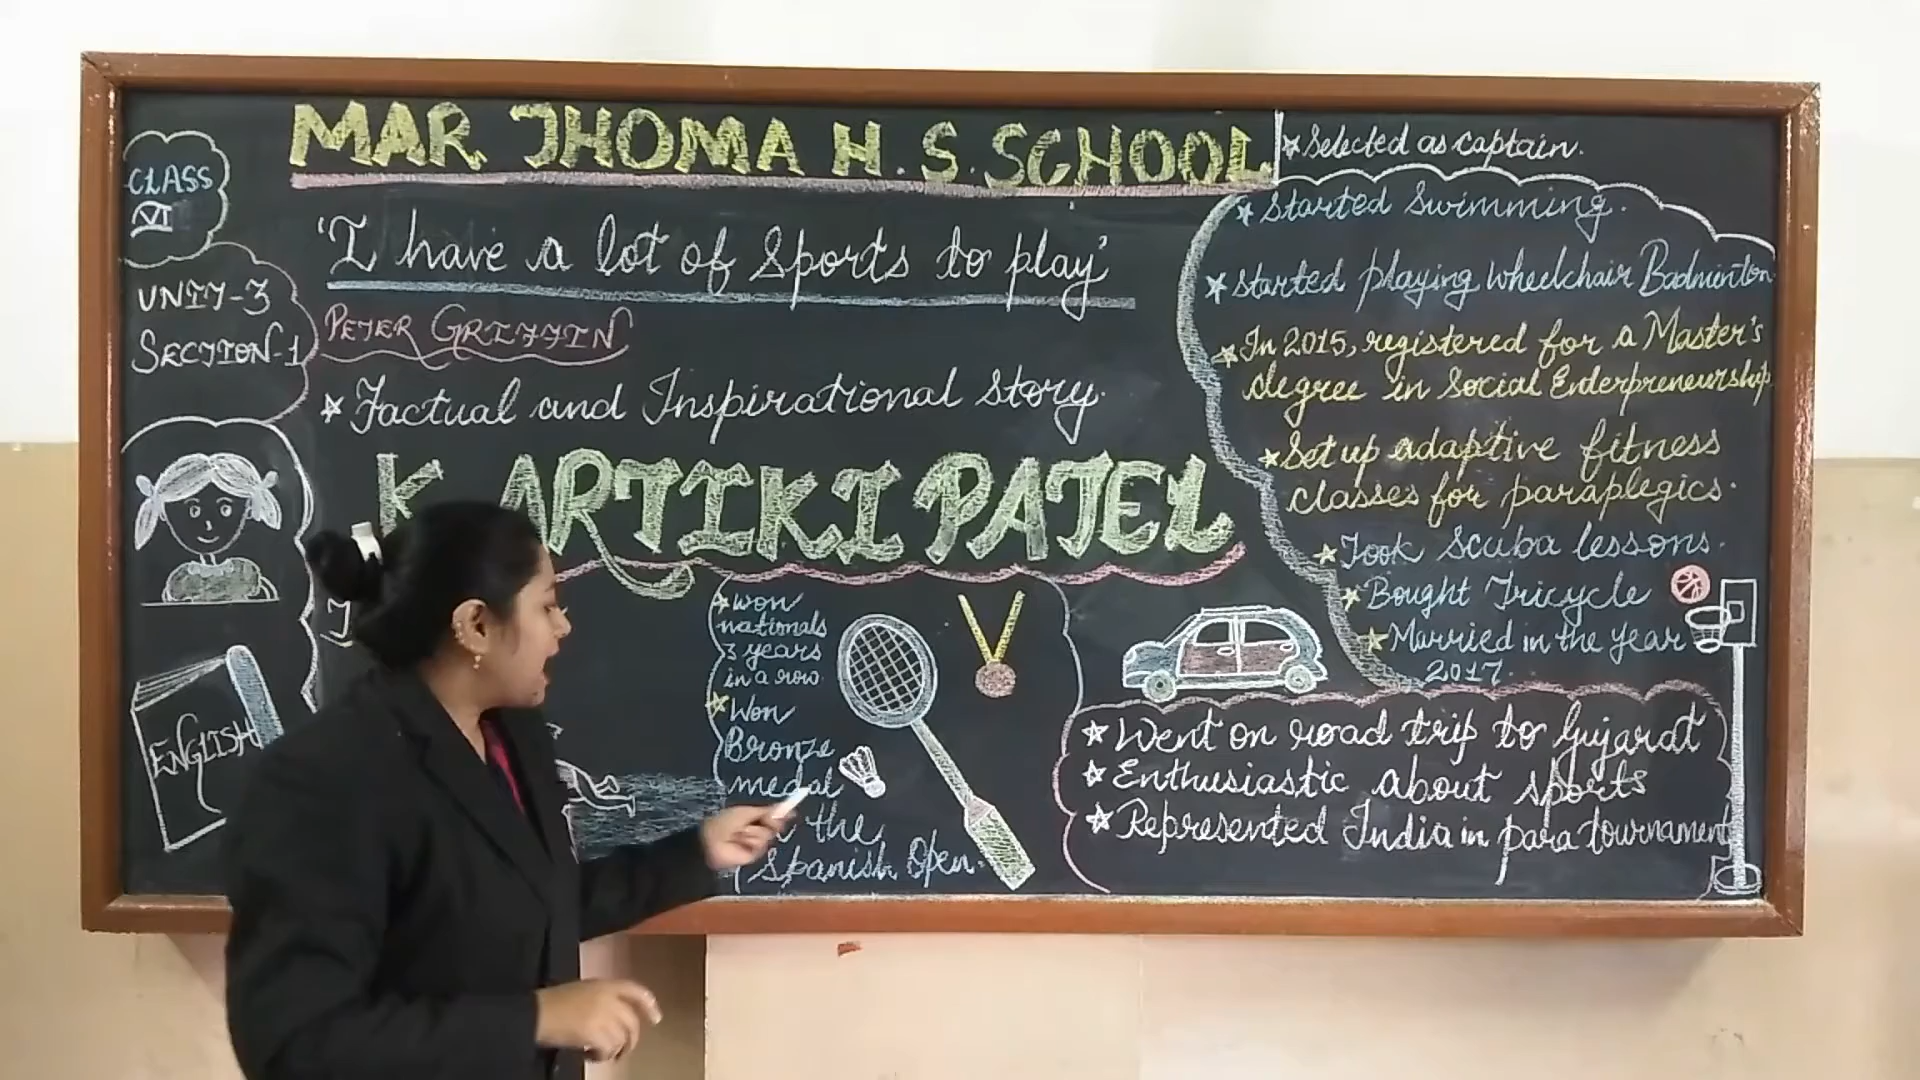 MAR JHOMA H.S.SCHOOL
CLASS
VI
UNIT-3
SECTION-1
'I have a lot of Sports to play'
PETER GRIFFIN
Factual and Inspirational story.
KARTIKI PATEL
ENGLISH
won
nationals
3 years
in a row.
Won
Bronze
medal
the
Spanish Open.
Selected as captain.
Started Swimming.
Started playing Wheelchair Badminton
In 2015, registered for a Master's
degree in Social Enterpreneurship
Set up adaptive fitness
classes for paraplegics.
Took Scuba lessons.
Bought Tricycle
Married in the year
2017.
Went on road trip to Gujarat
Enthusiastic about sports
Represented India in para tournament